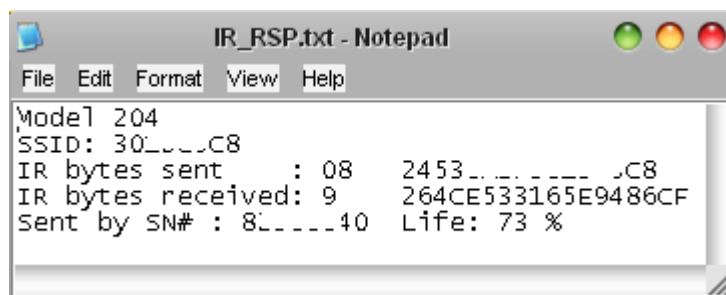 IR_RSP.txt - Notepad
File Edit Format View Help
Model 204
SSID:
IR bytes sent : 08
IR bytes received: 9 264CE533165E9486CF
Sent by SN# : Life: 73 %